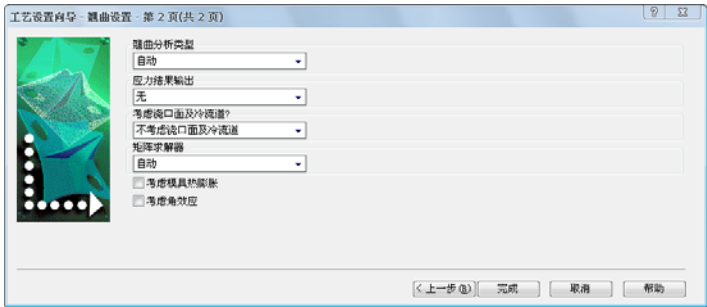 工艺设置向导 - 翘曲设置 - 第 2 页(共 2 页)
翘曲分析类型
自动
应力结果输出
无
考虑浇口面及冷流道?
不考虑浇口面及冷流道
矩阵求解器
自动
考虑模具热膨胀
考虑角效应
< 上一步 (B) 完成 取消 帮助